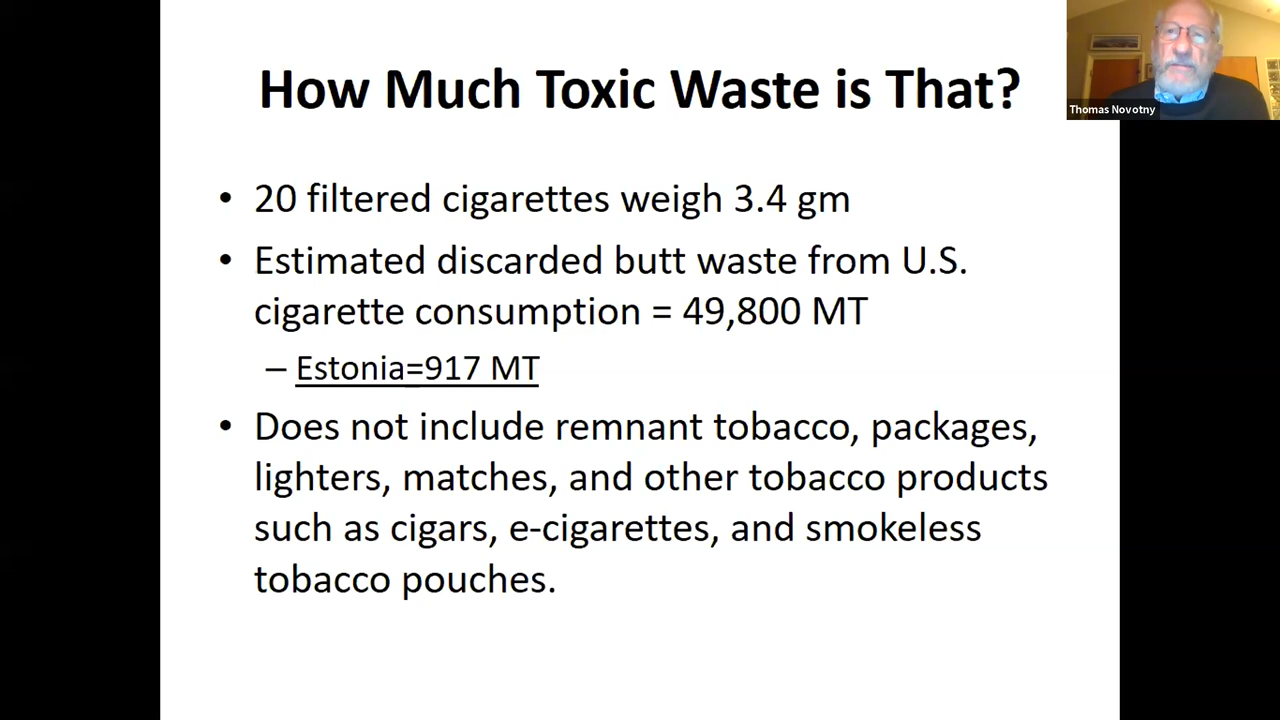 How Much Toxic Waste is That?
Thomas Novotny
• 20 filtered cigarettes weigh 3.4 gm
• Estimated discarded butt waste from U.S.
cigarette consumption = 49,800 MT
– Estonia=917 MT
• Does not include remnant tobacco, packages,
lighters, matches, and other tobacco products
such as cigars, e-cigarettes, and smokeless
tobacco pouches.